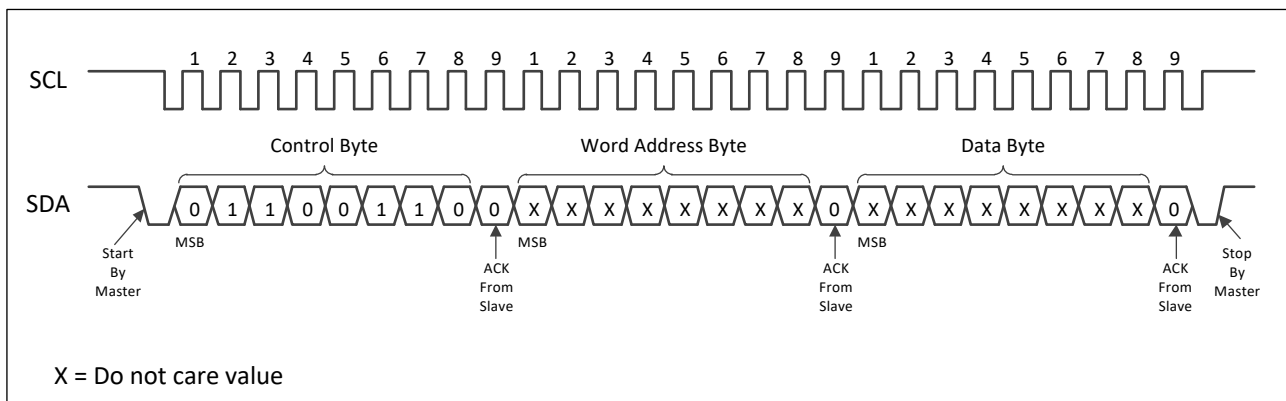 1 2 3 4 5 6 7 8 9 1 2 3 4 5 6 7 8 9 1 2 3 4 5 6 7 8 9
SCL
Control Byte Word Address Byte Data Byte
SDA
0 1 1 0 0 1 1 0 0 X X X X X X X X 0 X X X X X X X X 0
MSB MSB MSB
Start
By
Master
ACK
From
Slave
ACK
From
Slave
ACK
From
Slave
Stop
By
Master
X = Do not care value